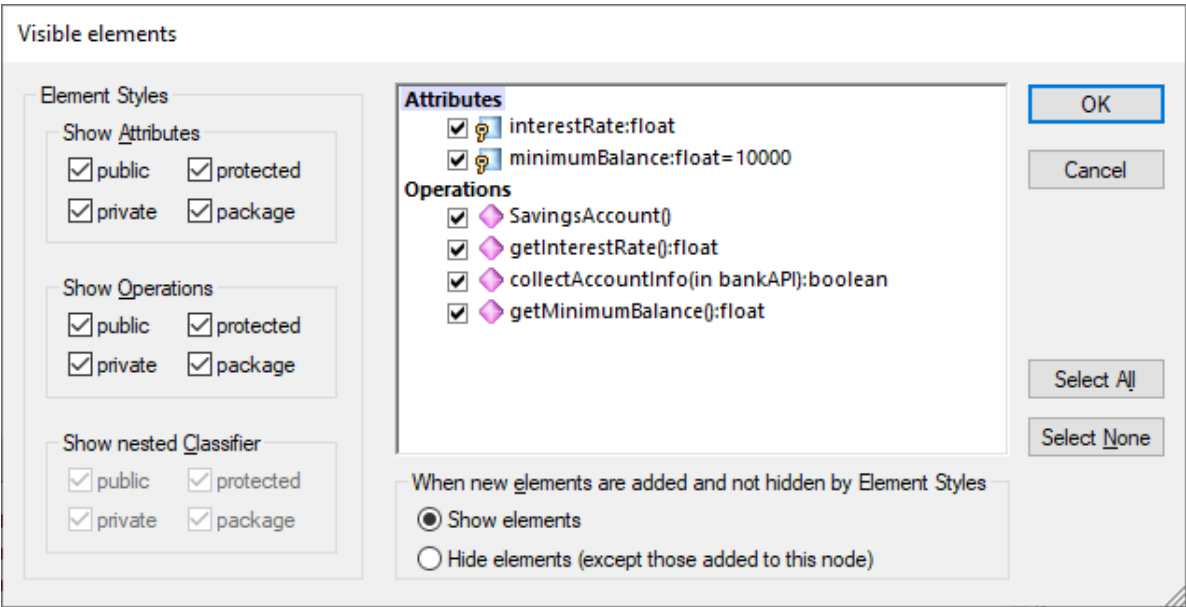 Visible elements
Element Styles
Show Attributes
public
protected
private
package
Show Operations
public
protected
private
package
Show nested Classifier
public
protected
private
package
Attributes
interestRate:float
minimumBalance:float=10000
Operations
SavingsAccount()
getInterestRate():float
collectAccountInfo(in bankAPI):boolean
getMinimumBalance():float
When new elements are added and not hidden by Element Styles
Show elements
Hide elements (except those added to this node)
OK
Cancel
Select All
Select None